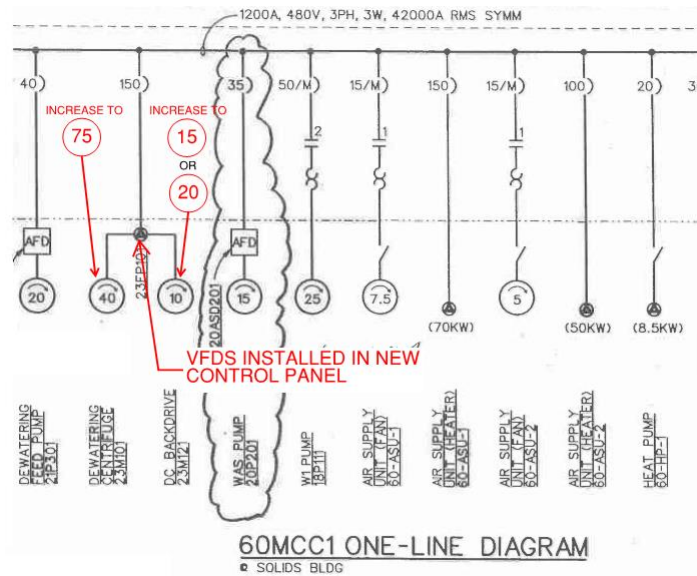 1200A, 480V, 3PH, 3W, 42000A RMS SYMM
40) 150) 35) 50/M) 15/M) 150) 15/M) 100) 20) 3
INCREASE TO
75
INCREASE TO
15
OR
20
2
1
1
AFD
20
40
10
AFD
15
25
7.5
5
(70KW)
(50KW)
(8.5KW)
20ASD201
VFDS INSTALLED IN NEW
CONTROL PANEL
DEWATERING
FEED PUMP
21P301
DEWATERING
CENTRIFUGE
23M101
DC BACKDRIVE
23M121
WAS PUMP
20P201
W1 PUMP
18P111
AIR SUPPLY
UNIT (FAN)
60-ASU-1
AIR SUPPLY
UNIT (HEATER)
60-ASU-1
AIR SUPPLY
UNIT (FAN)
60-ASU-2
AIR SUPPLY
UNIT (HEATER)
60-ASU-2
HEAT PUMP
60-HP-1
60MCC1 ONE-LINE DIAGRAM
@ SOLIDS BLDG